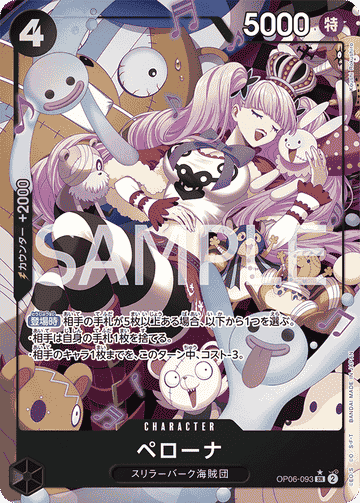 4
5000 特
カウンター +2000
SAMPLE
登場時 相手の手札が5枚以上ある場合、以下から1つを選ぶ。
・相手は自身の手札1枚を捨てる。
・相手のキャラ1枚までを、このターン中、コスト-3。
CHARACTER
ペローナ
スリラーバーク海賊団
OP06-093 SR 2